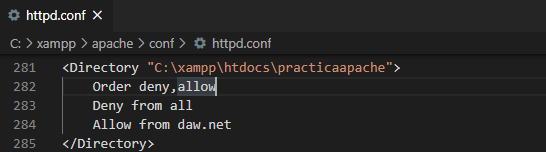 httpd.conf
C: > xampp > apache > conf > httpd.conf
281 <Directory "C:\xampp\htdocs\practicaapache">
282 Order deny,allow
283 Deny from all
284 Allow from daw.net
285 </Directory>